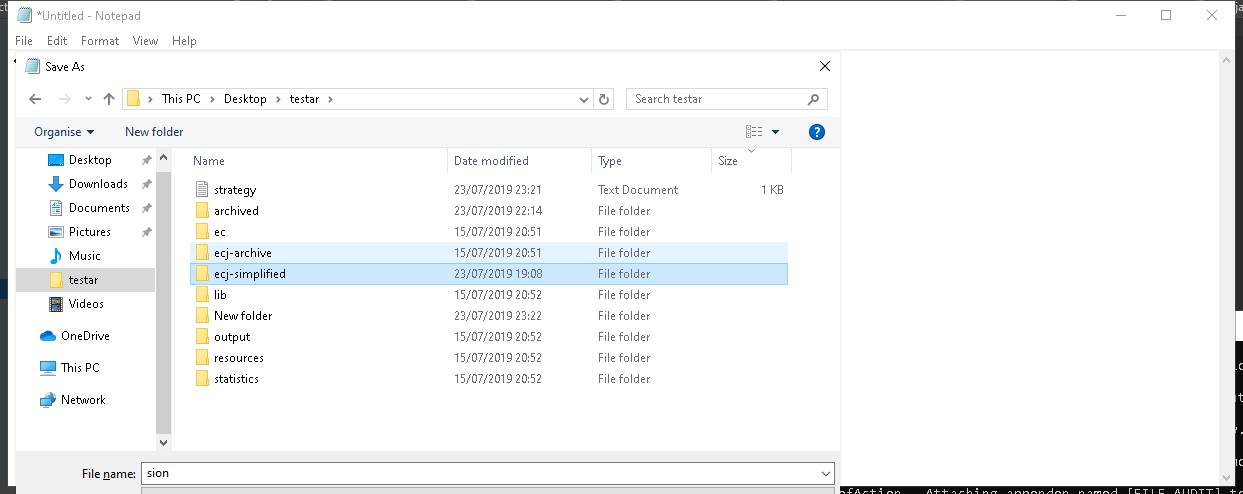 *Untitled - Notepad
File Edit Format View Help
Save As
This PC Desktop testar
Search testar
Organise New folder
Name Date modified Type Size
Desktop
Downloads
Documents
Pictures
Music
testar
Videos
OneDrive
This PC
Network
strategy 23/07/2019 23:21 Text Document 1 KB
archived 23/07/2019 22:14 File folder
ec 15/07/2019 20:51 File folder
ecj-archive 15/07/2019 20:51 File folder
ecj-simplified 23/07/2019 19:08 File folder
lib 15/07/2019 20:52 File folder
New folder 23/07/2019 23:22 File folder
output 15/07/2019 20:52 File folder
resources 15/07/2019 20:52 File folder
statistics 15/07/2019 20:52 File folder
File name: sion